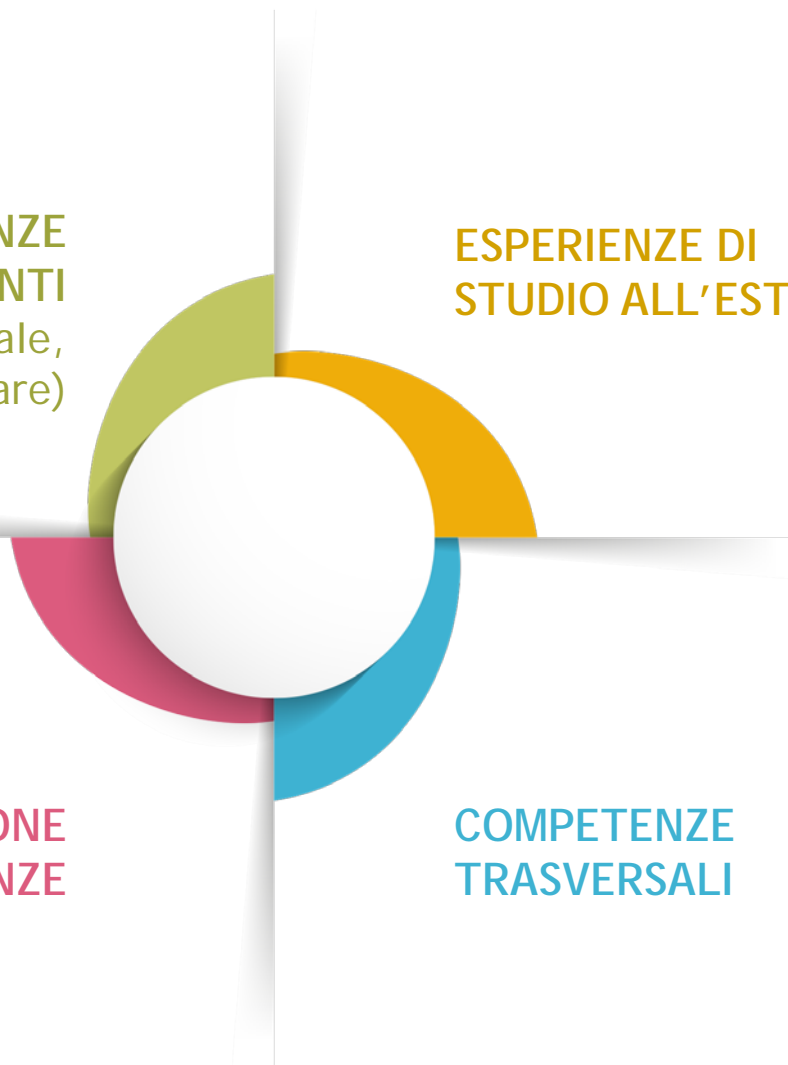 NZE
NTI
ale,
are)
ESPERIENZE DI
STUDIO ALL’EST
ONE
NZE
COMPETENZE
TRASVERSALI